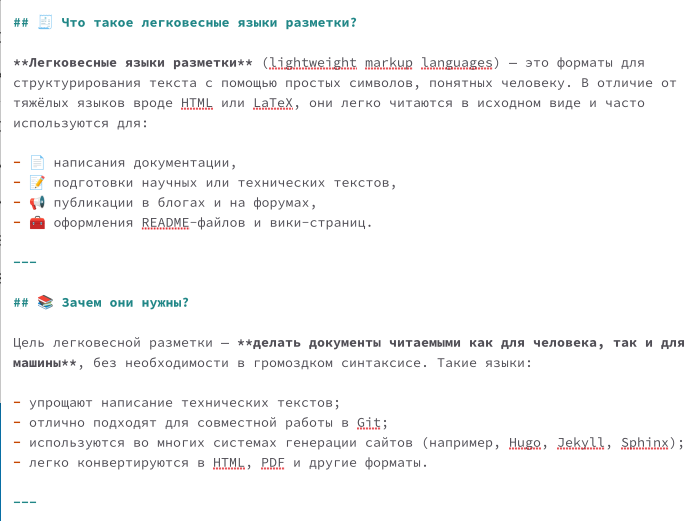 ## 🧾 Что такое легковесные языки разметки?
**Легковесные языки разметки** (lightweight markup languages) — это форматы для
структурирования текста с помощью простых символов, понятных человеку. В отличие от
тяжёлых языков вроде HTML или LaTeX, они легко читаются в исходном виде и часто
используются для:
- 📄 написания документации,
- 📝 подготовки научных или технических текстов,
- 📢 публикации в блогах и на форумах,
- 🧰 оформления README-файлов и вики-страниц.
---
## 📚 Зачем они нужны?
Цель легковесной разметки — **делать документы читаемыми как для человека, так и для
машины**, без необходимости в громоздком синтаксисе. Такие языки:
- упрощают написание технических текстов;
- отлично подходят для совместной работы в Git;
- используются во многих системах генерации сайтов (например, Hugo, Jekyll, Sphinx);
- легко конвертируются в HTML, PDF и другие форматы.
---